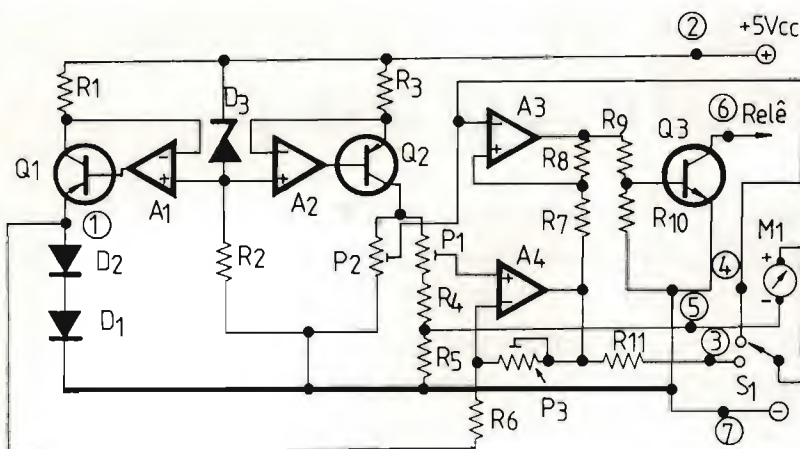 ② +5Vcc
+
R1
D3
R3
A3
R9
⑥ Relê
Q3
Q1
Q2
R8
A1
A2
R7
R10
①
P2
P1
A4
④
M1
+
-
D2
R2
R4
⑤
③
D1
R5
R11
S1
P3
R6
⑦
-